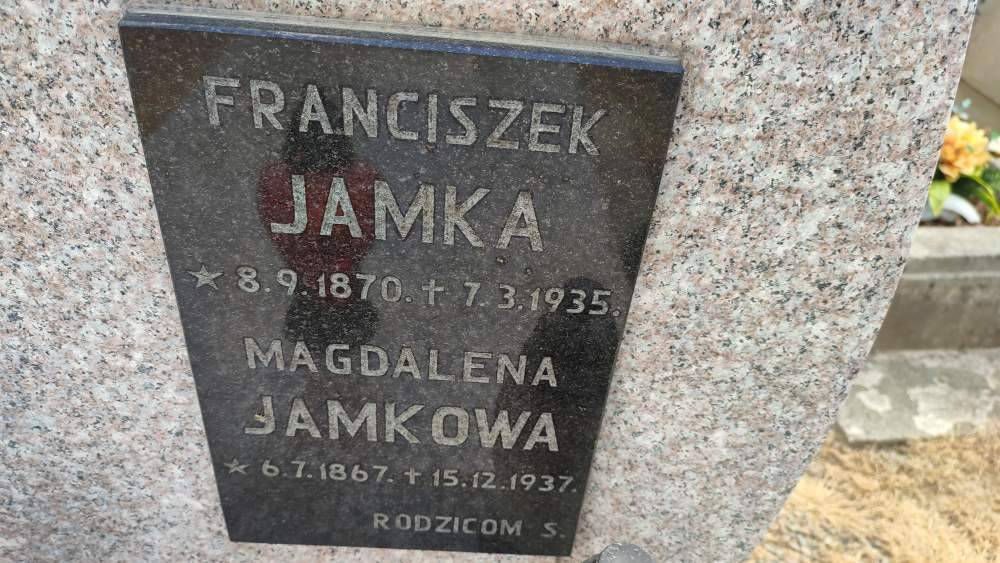 FRANCISZEK
JAMKA
★ 8.9.1870. ✝ 7.3.1935.
MAGDALENA
JAMKOWA
★ 6.7.1867. ✝ 15.12.1937.
RODZICOM S.